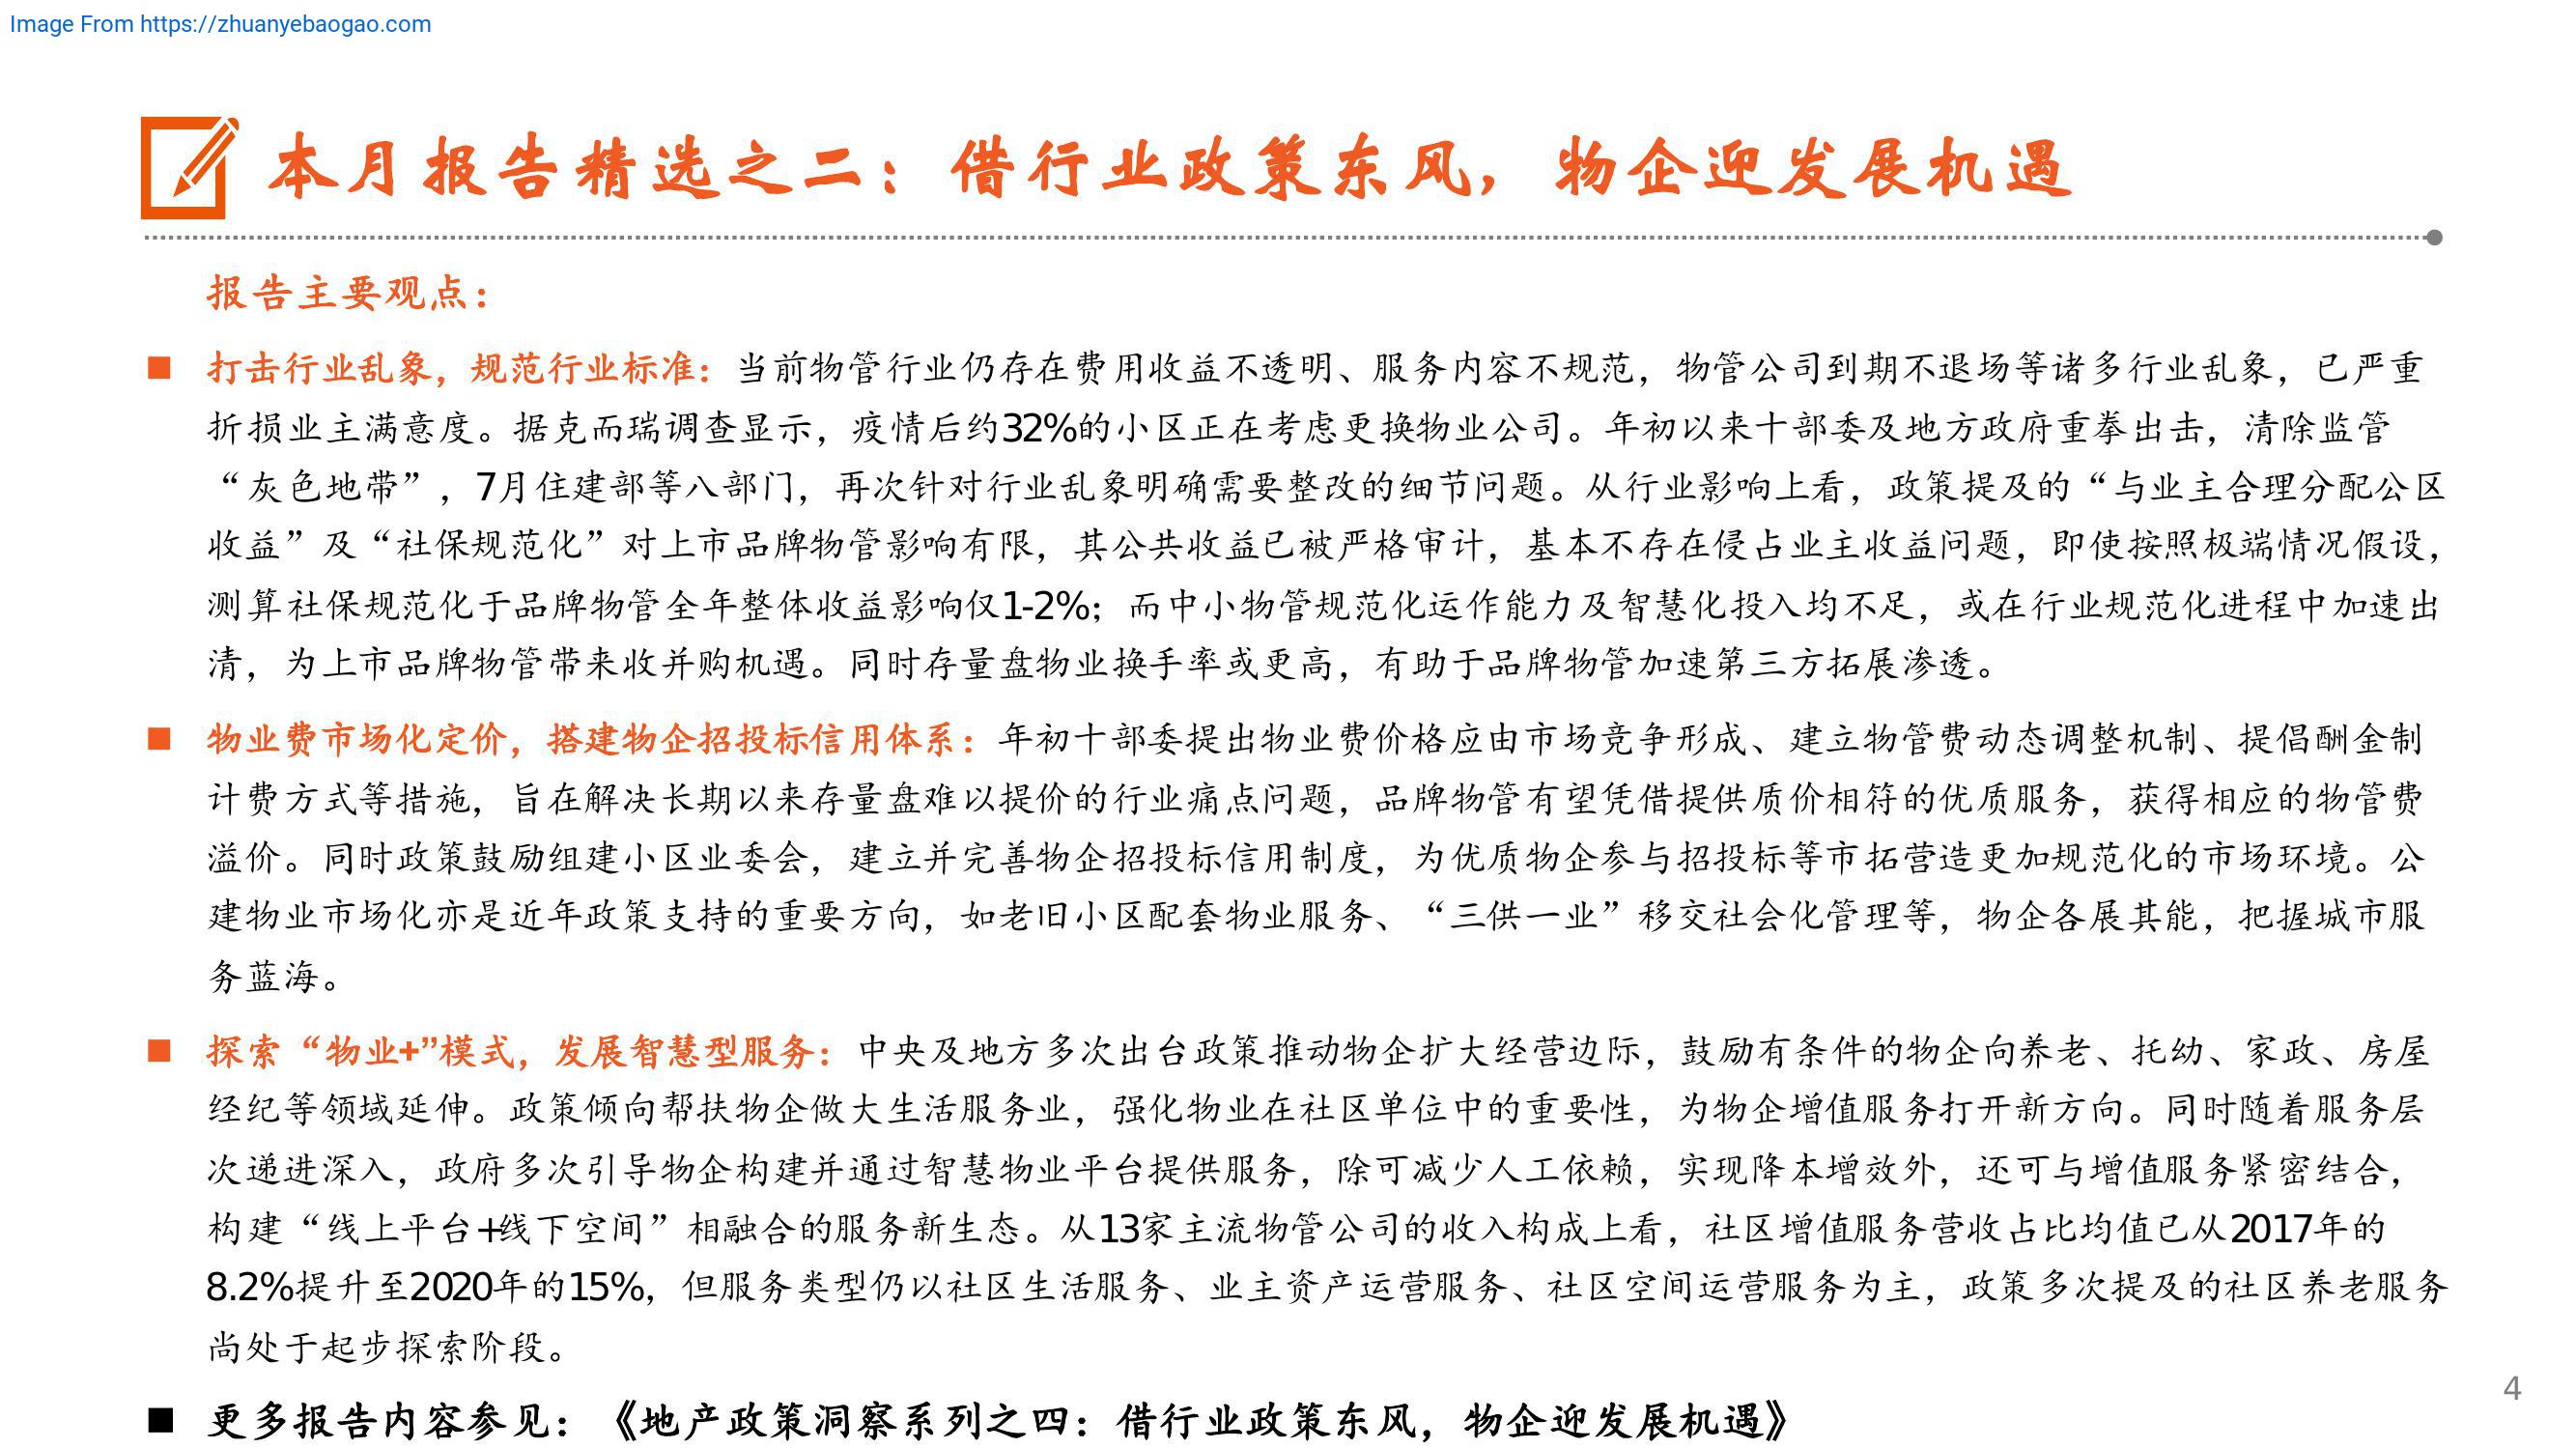 Image From https://zhuanyebaogao.com
本月报告精选之二：借行业政策东风，物企迎发展机遇
报告主要观点：
■ 打击行业乱象，规范行业标准：当前物管行业仍存在费用收益不透明、服务内容不规范，物管公司到期不退场等诸多行业乱象，已严重
折损业主满意度。据克而瑞调查显示，疫情后约32%的小区正在考虑更换物业公司。年初以来十部委及地方政府重拳出击，清除监管
“灰色地带”，7月住建部等八部门，再次针对行业乱象明确需要整改的细节问题。从行业影响上看，政策提及的“与业主合理分配公区
收益”及“社保规范化”对上市品牌物管影响有限，其公共收益已被严格审计，基本不存在侵占业主收益问题，即使按照极端情况假设，
测算社保规范化于品牌物管全年整体收益影响仅1-2%；而中小物管规范化运作能力及智慧化投入均不足，或在行业规范化进程中加速出
清，为上市品牌物管带来收并购机遇。同时存量盘物业换手率或更高，有助于品牌物管加速第三方拓展渗透。
■ 物业费市场化定价，搭建物企招投标信用体系：年初十部委提出物业费价格应由市场竞争形成、建立物管费动态调整机制、提倡酬金制
计费方式等措施，旨在解决长期以来存量盘难以提价的行业痛点问题，品牌物管有望凭借提供质价相符的优质服务，获得相应的物管费
溢价。同时政策鼓励组建小区业委会，建立并完善物企招投标信用制度，为优质物企参与招投标等市拓营造更加规范化的市场环境。公
建物业市场化亦是近年政策支持的重要方向，如老旧小区配套物业服务、“三供一业”移交社会化管理等，物企各展其能，把握城市服
务蓝海。
■ 探索“物业+”模式，发展智慧型服务：中央及地方多次出台政策推动物企扩大经营边际，鼓励有条件的物企向养老、托幼、家政、房屋
经纪等领域延伸。政策倾向帮扶物企做大生活服务业，强化物业在社区单位中的重要性，为物企增值服务打开新方向。同时随着服务层
次递进深入，政府多次引导物企构建并通过智慧物业平台提供服务，除可减少人工依赖，实现降本增效外，还可与增值服务紧密结合，
构建“线上平台+线下空间”相融合的服务新生态。从13家主流物管公司的收入构成上看，社区增值服务营收占比均值已从2017年的
8.2%提升至2020年的15%，但服务类型仍以社区生活服务、业主资产运营服务、社区空间运营服务为主，政策多次提及的社区养老服务
尚处于起步探索阶段。
■ 更多报告内容参见：《地产政策洞察系列之四：借行业政策东风，物企迎发展机遇》
4